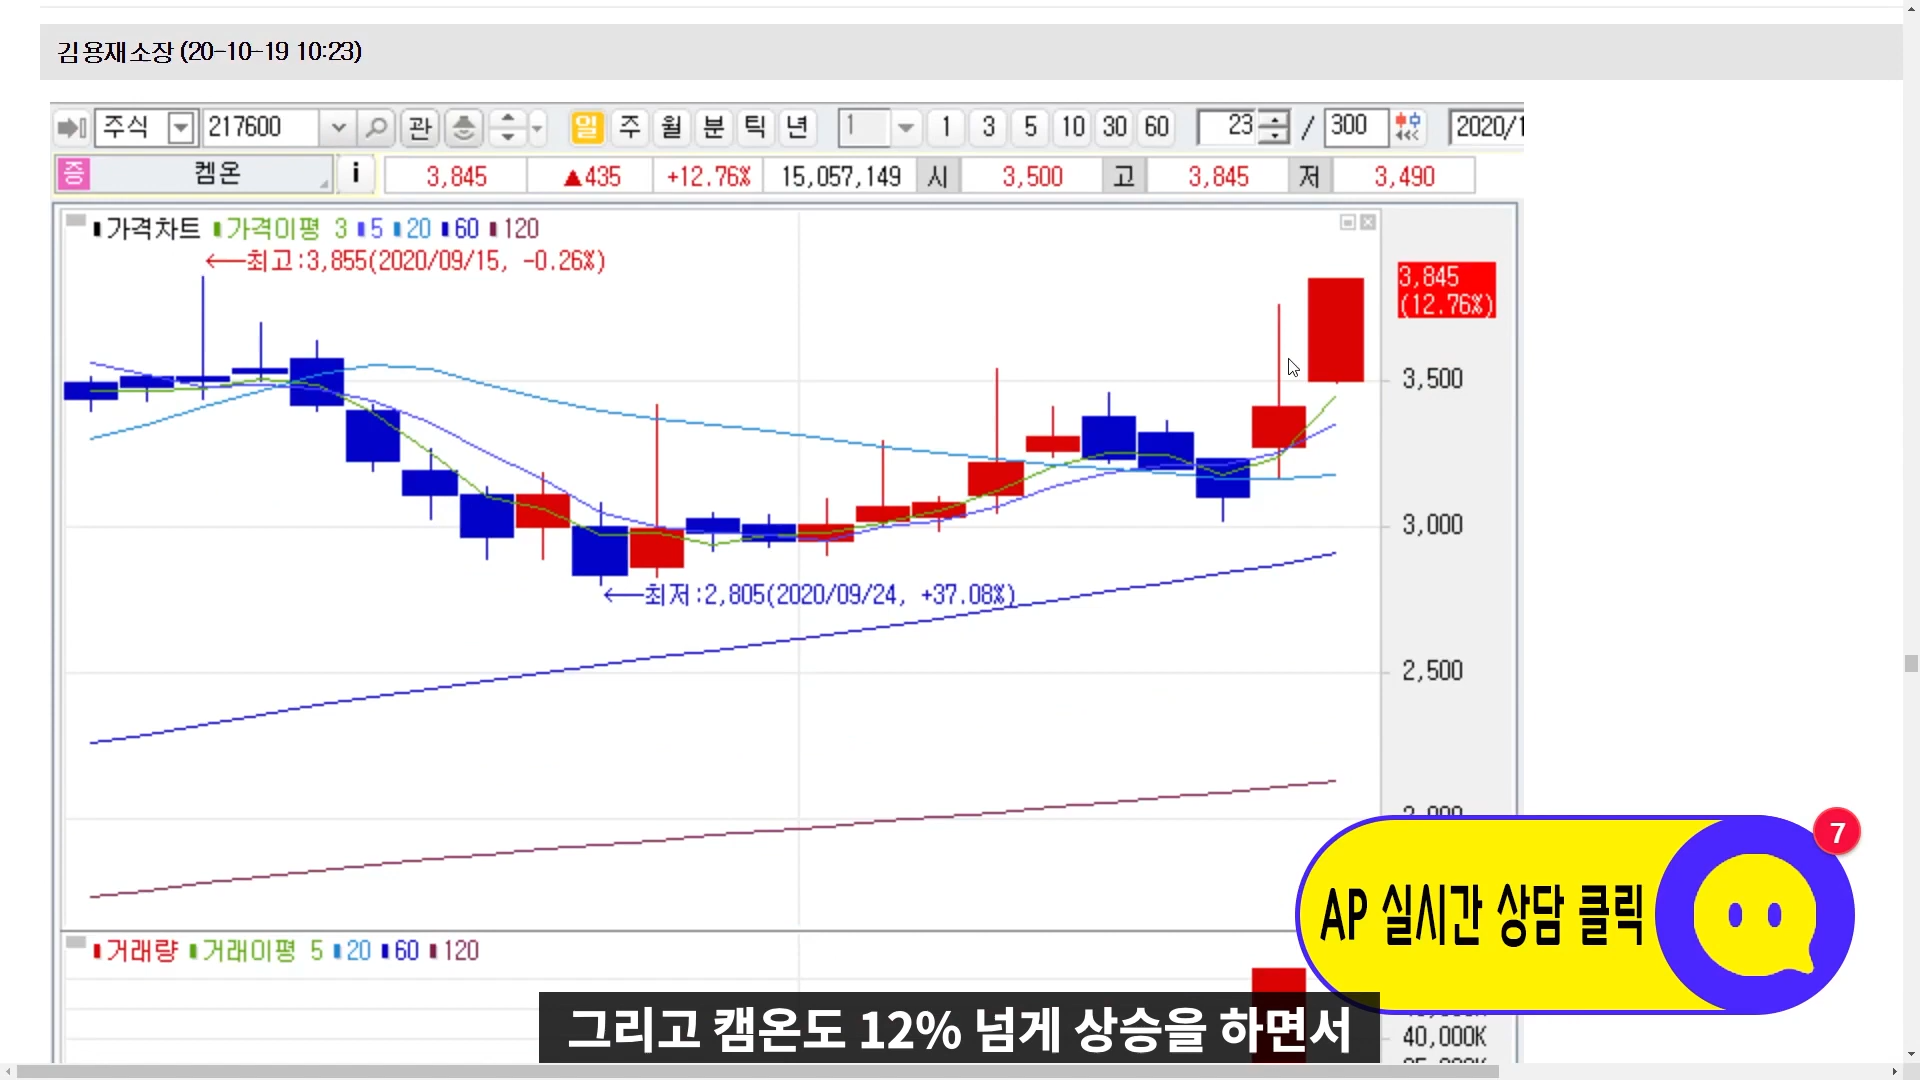 김용재소장 (20-10-19 10:23)
주식 217600 관 일 주 월 분 틱 년 1 1 3 5 10 30 60 23 / 300 2020/1
증 켐온 i 3,845 ▲435 +12.76% 15,057,149 시 3,500 고 3,845 저 3,490
가격차트 가격이평 3 5 20 60 120
←최고:3,855(2020/09/15, -0.26%)
3,845
(12.76%)
3,500
3,000
←최저:2,805(2020/09/24, +37.08%)
2,500
7
AP 실시간 상담 클릭
거래량 거래이평 5 20 60 120
그리고 캠온도 12% 넘게 상승을 하면서
40,000K